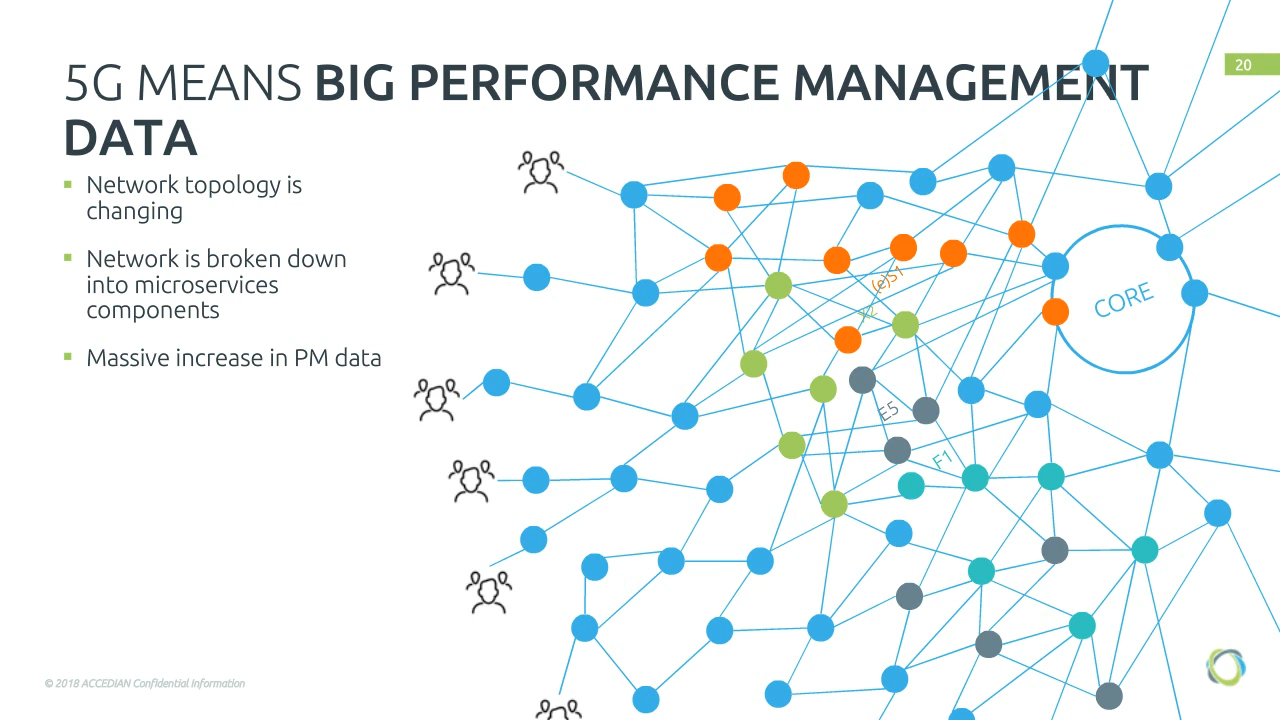 5G MEANS BIG PERFORMANCE MANAGEMENT
DATA
20
Network topology is
changing
Network is broken down
into microservices
components
Massive increase in PM data
(e)S1
X2
E5
F1
CORE
© 2018 ACCEDIAN Confidential Information